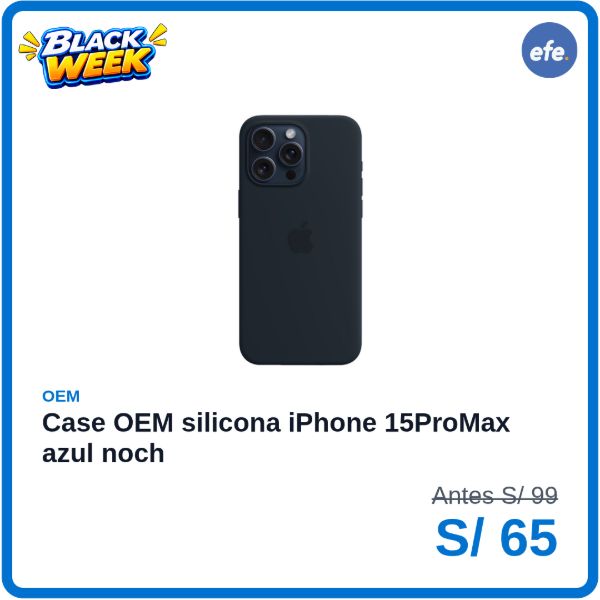 BLACK
WEEK
efe.
OEM
Case OEM silicona iPhone 15ProMax
azul noch
Antes S/ 99
S/ 65